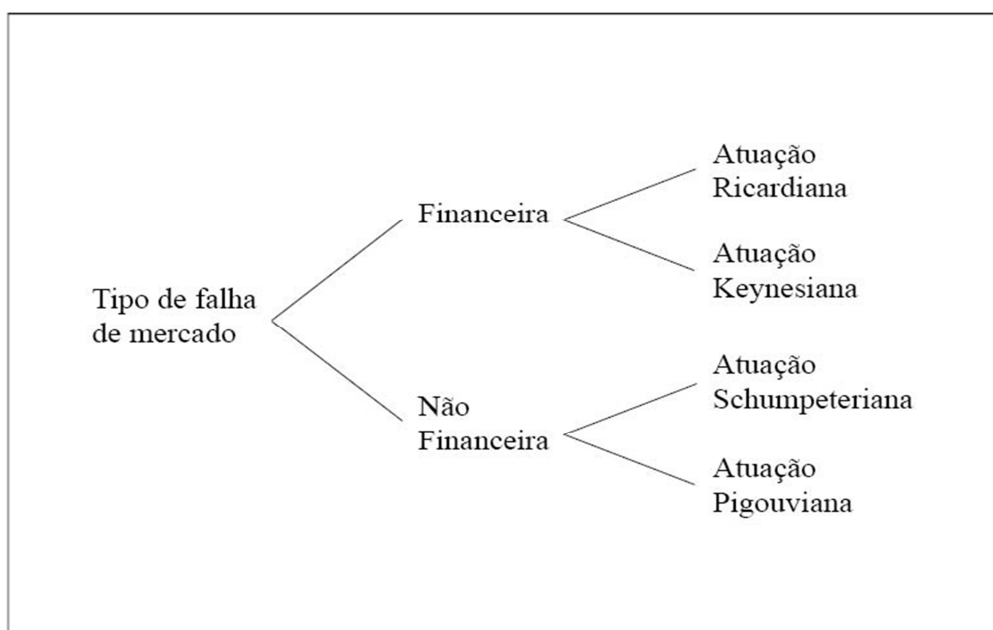 Tipo de falha
de mercado
Financeira
Não
Financeira
Atuação
Ricardiana
Atuação
Keynesiana
Atuação
Schumpeteriana
Atuação
Pigouviana